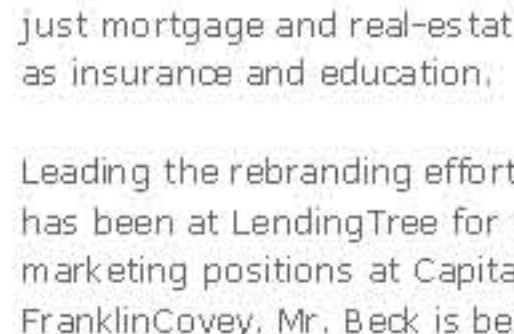 just mortgage and real-estat
as insurance and education.
Leading the rebranding effort
has been at LendingTree for
marketing positions at Capita
FranklinCovey. Mr. Beck is be